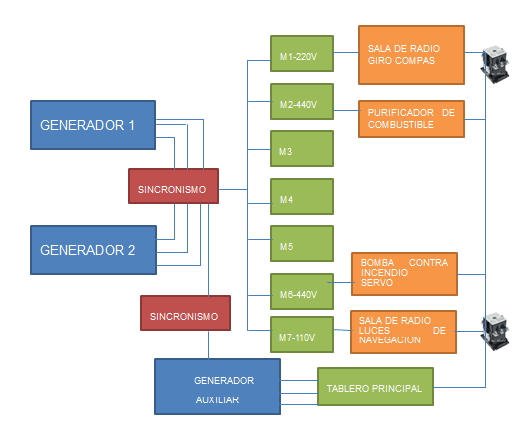 GENERADOR 1
GENERADOR 2
SINCRONISMO
SINCRONISMO
GENERADOR
AUXILIAR
M1-220V
M2-440V
M3
M4
M5
M6-440V
M7-110V
TABLERO PRINCIPAL
SALA DE RADIO
GIRO COMPAS
PURIFICADOR DE
COMBUSTIBLE
BOMBA CONTRA
INCENDIO
SERVO
SALA DE RADIO
LUCES DE
NAVEGACION